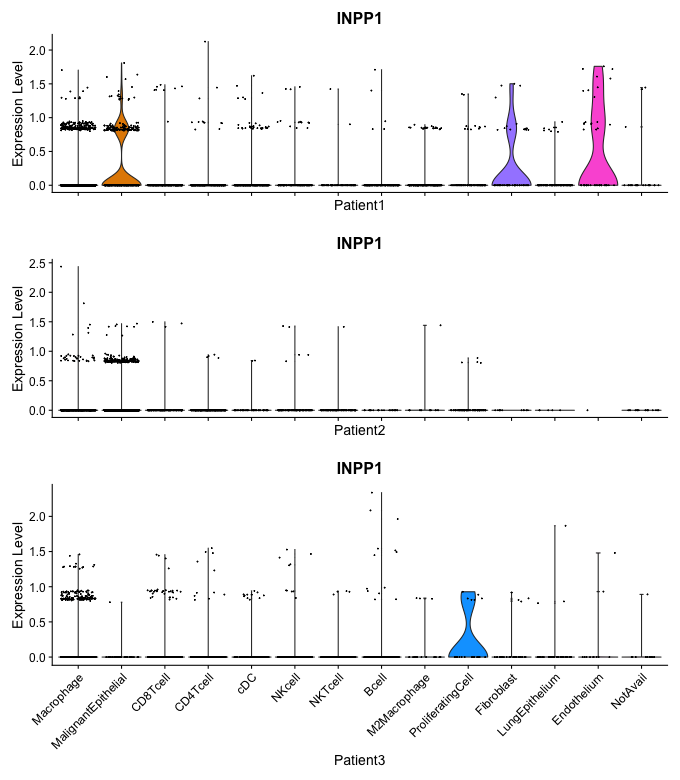 INPP1
Expression Level
2.0
1.5
1.0
0.5
0.0
Patient1
INPP1
Expression Level
2.5
2.0
1.5
1.0
0.5
0.0
Patient2
INPP1
Expression Level
2.0
1.5
1.0
0.5
0.0
Macrophage
MalignantEpithelial
CD8Tcell
CD4Tcell
cDC
NKcell
NKTcell
Bcell
M2Macrophage
ProliferatingCell
Fibroblast
LungEpithelium
Endothelium
NotAvail
Patient3